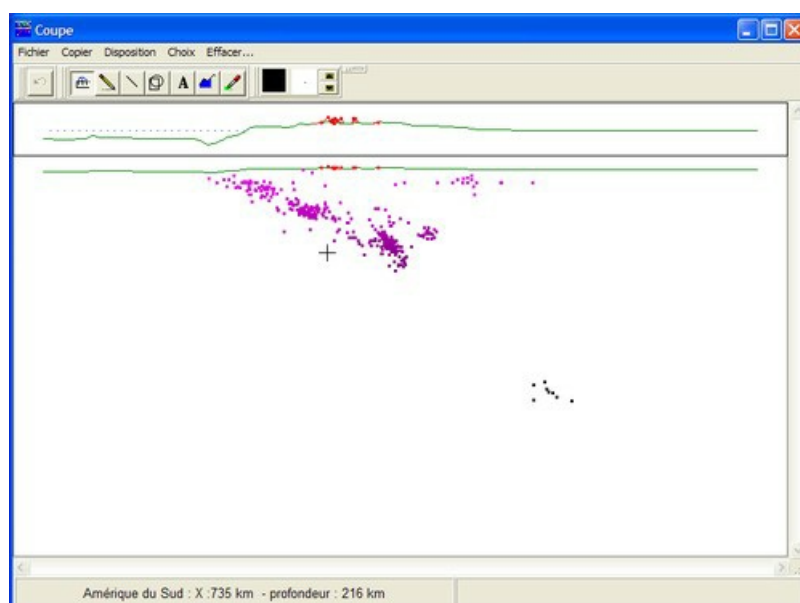 Coupe
Fichier Copier Disposition Choix Effacer...
A
Amérique du Sud : X :735 km - profondeur : 216 km